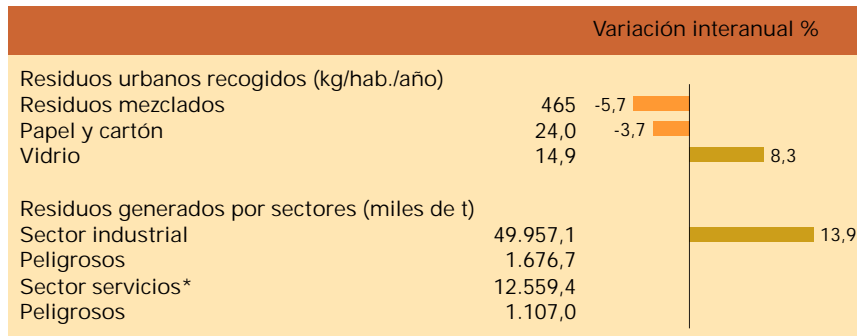 Variación interanual %
Residuos urbanos recogidos (kg/hab./año)
Residuos mezclados 465 -5,7
Papel y cartón 24,0 -3,7
Vidrio 14,9 8,3
Residuos generados por sectores (miles de t)
Sector industrial 49.957,1 13,9
Peligrosos 1.676,7
Sector servicios* 12.559,4
Peligrosos 1.107,0